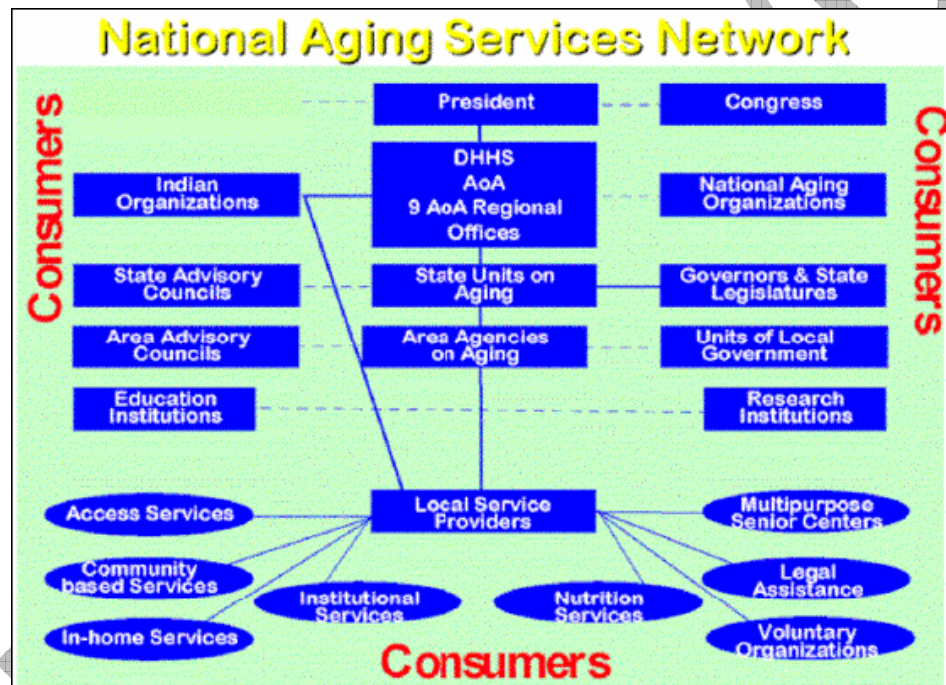 National Aging Services Network
Consumers
Consumers
President
Congress
DHHS
AoA
9 AoA Regional
Offices
Indian
Organizations
National Aging
Organizations
State Advisory
Councils
State Units on
Aging
Governors & State
Legislatures
Area Advisory
Councils
Area Agencies
on Aging
Units of Local
Government
Education
Institutions
Research
Institutions
Local Service
Providers
Access Services
Multipurpose
Senior Centers
Community
based Services
Legal
Assistance
Institutional
Services
Nutrition
Services
In-home Services
Voluntary
Organizations
Consumers